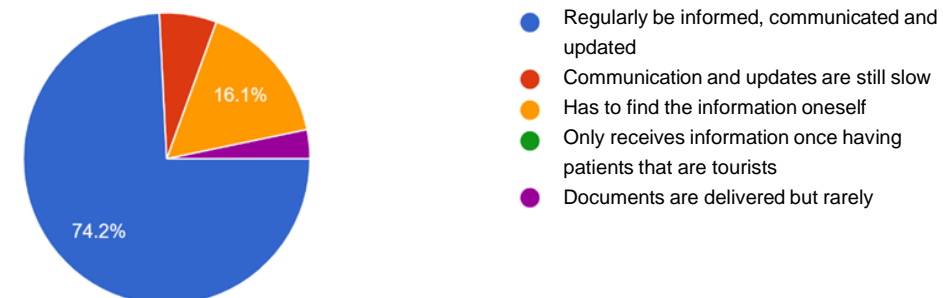 Regularly be informed, communicated and
updated
Communication and updates are still slow
Has to find the information oneself
Only receives information once having
patients that are tourists
Documents are delivered but rarely
16.1%
74.2%